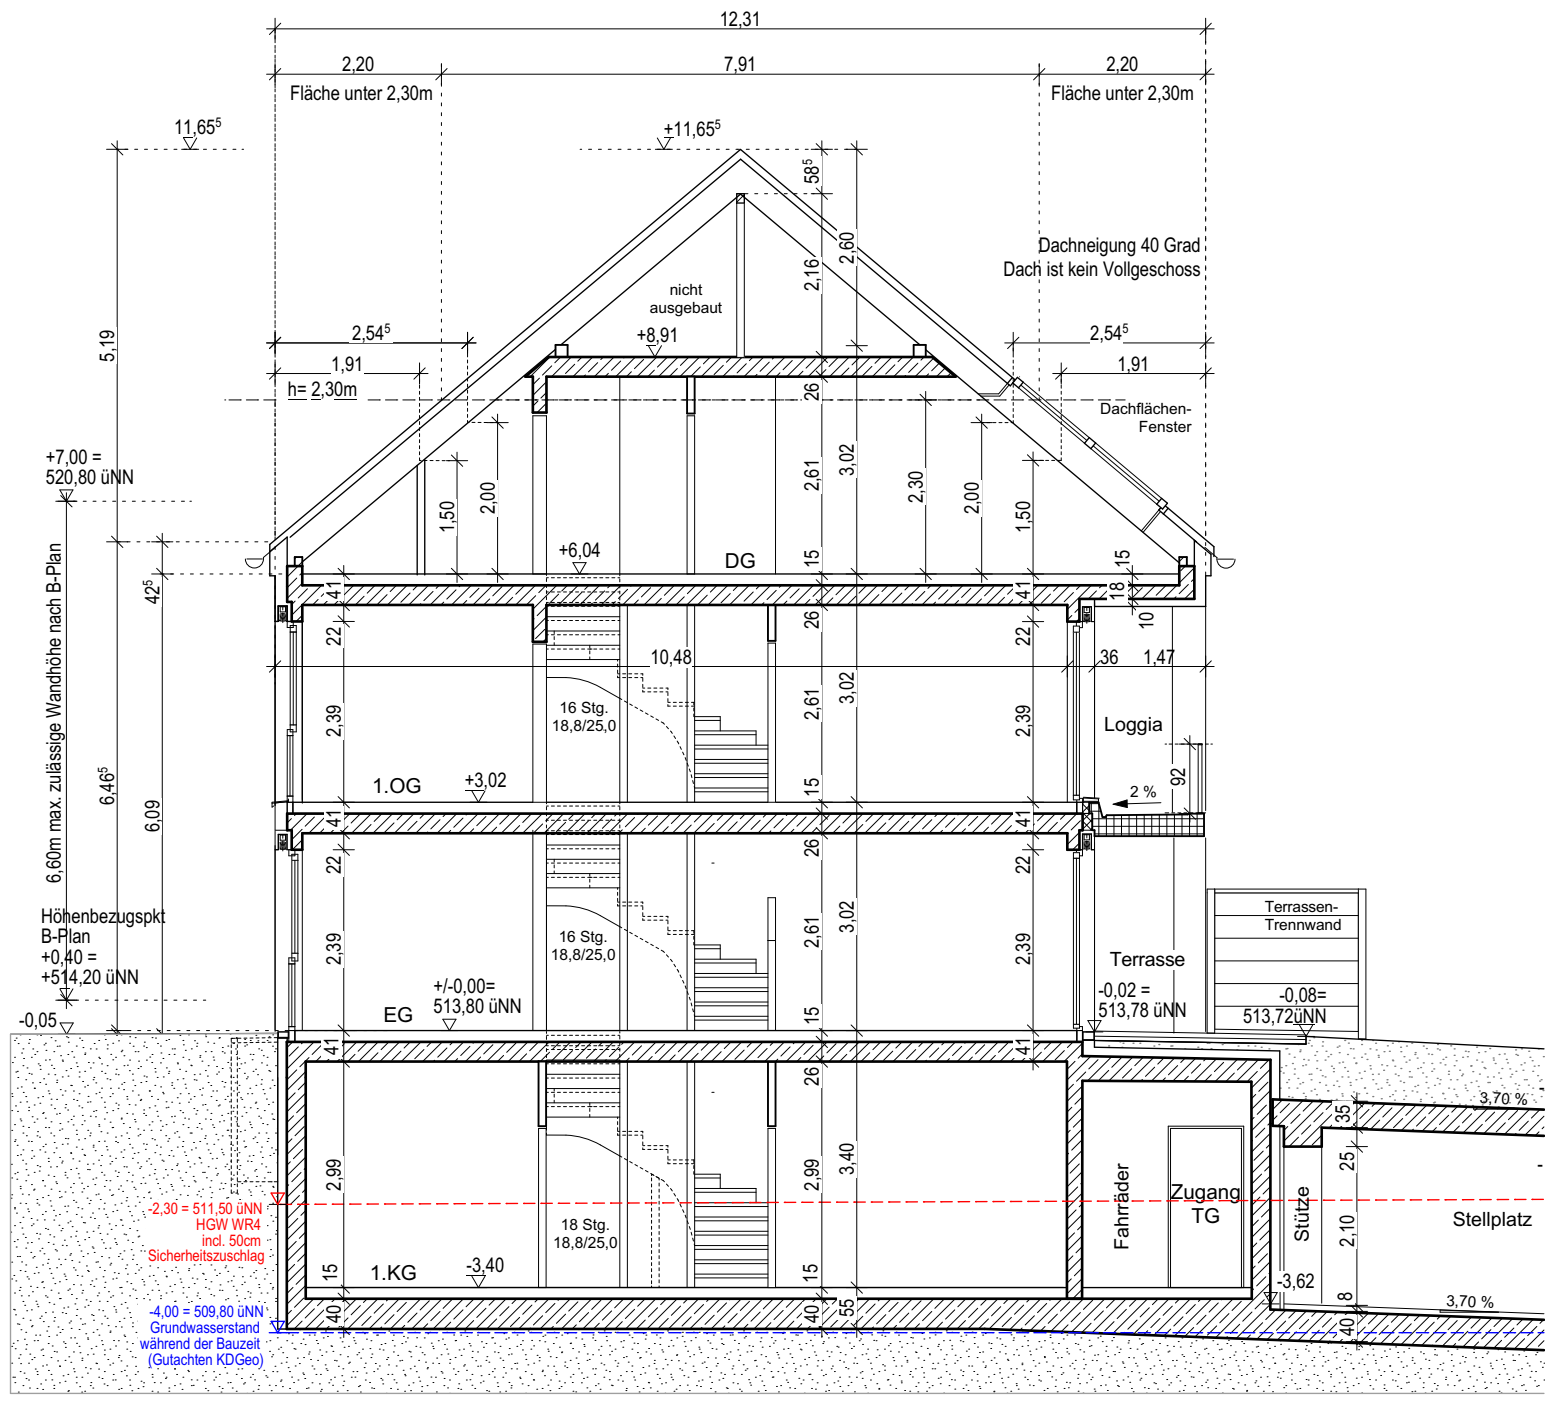 12,31
2,20
7,91
2,20
Fläche unter 2,30m
Fläche unter 2,30m
11,65⁵
+11,65⁵
58⁵
2,60
2,16
5,19
Dachneigung 40 Grad
Dach ist kein Vollgeschoss
nicht
ausgebaut
+8,91
2,54⁵
2,54⁵
1,91
1,91
h= 2,30m
26
Dachflächen-
Fenster
+7,00 =
520,80 üNN
1,50
2,00
2,61
3,02
2,30
2,00
1,50
+6,04
DG
15
15
42⁵
41
41
18
26
10
22
22
10,48
36
1,47
6,60m max. zulässige Wandhöhe nach B-Plan
6,46⁵
6,09
2,39
16 Stg.
18,8/25,0
2,61
3,02
2,39
Loggia
92
1.OG
+3,02
15
2 %
41
41
26
22
22
Höhenbezugspkt
B-Plan
+0,40 =
+514,20 üNN
2,39
16 Stg.
18,8/25,0
2,61
3,02
2,39
Terrassen-
Trennwand
Terrasse
+/-0,00=
513,80 üNN
-0,02 =
513,78 üNN
-0,08=
513,72üNN
-0,05
EG
15
41
41
26
3,70 %
35
25
2,99
2,99
3,40
Fahrräder
Zugang
TG
Stütze
2,10
Stellplatz
-2,30 = 511,50 üNN
HGW WR4
incl. 50cm
Sicherheitszuschlag
18 Stg.
18,8/25,0
1.KG
-3,40
15
15
-3,62
8
3,70 %
-4,00 = 509,80 üNN
Grundwasserstand
während der Bauzeit
(Gutachten KDGeo)
40
40
55
40